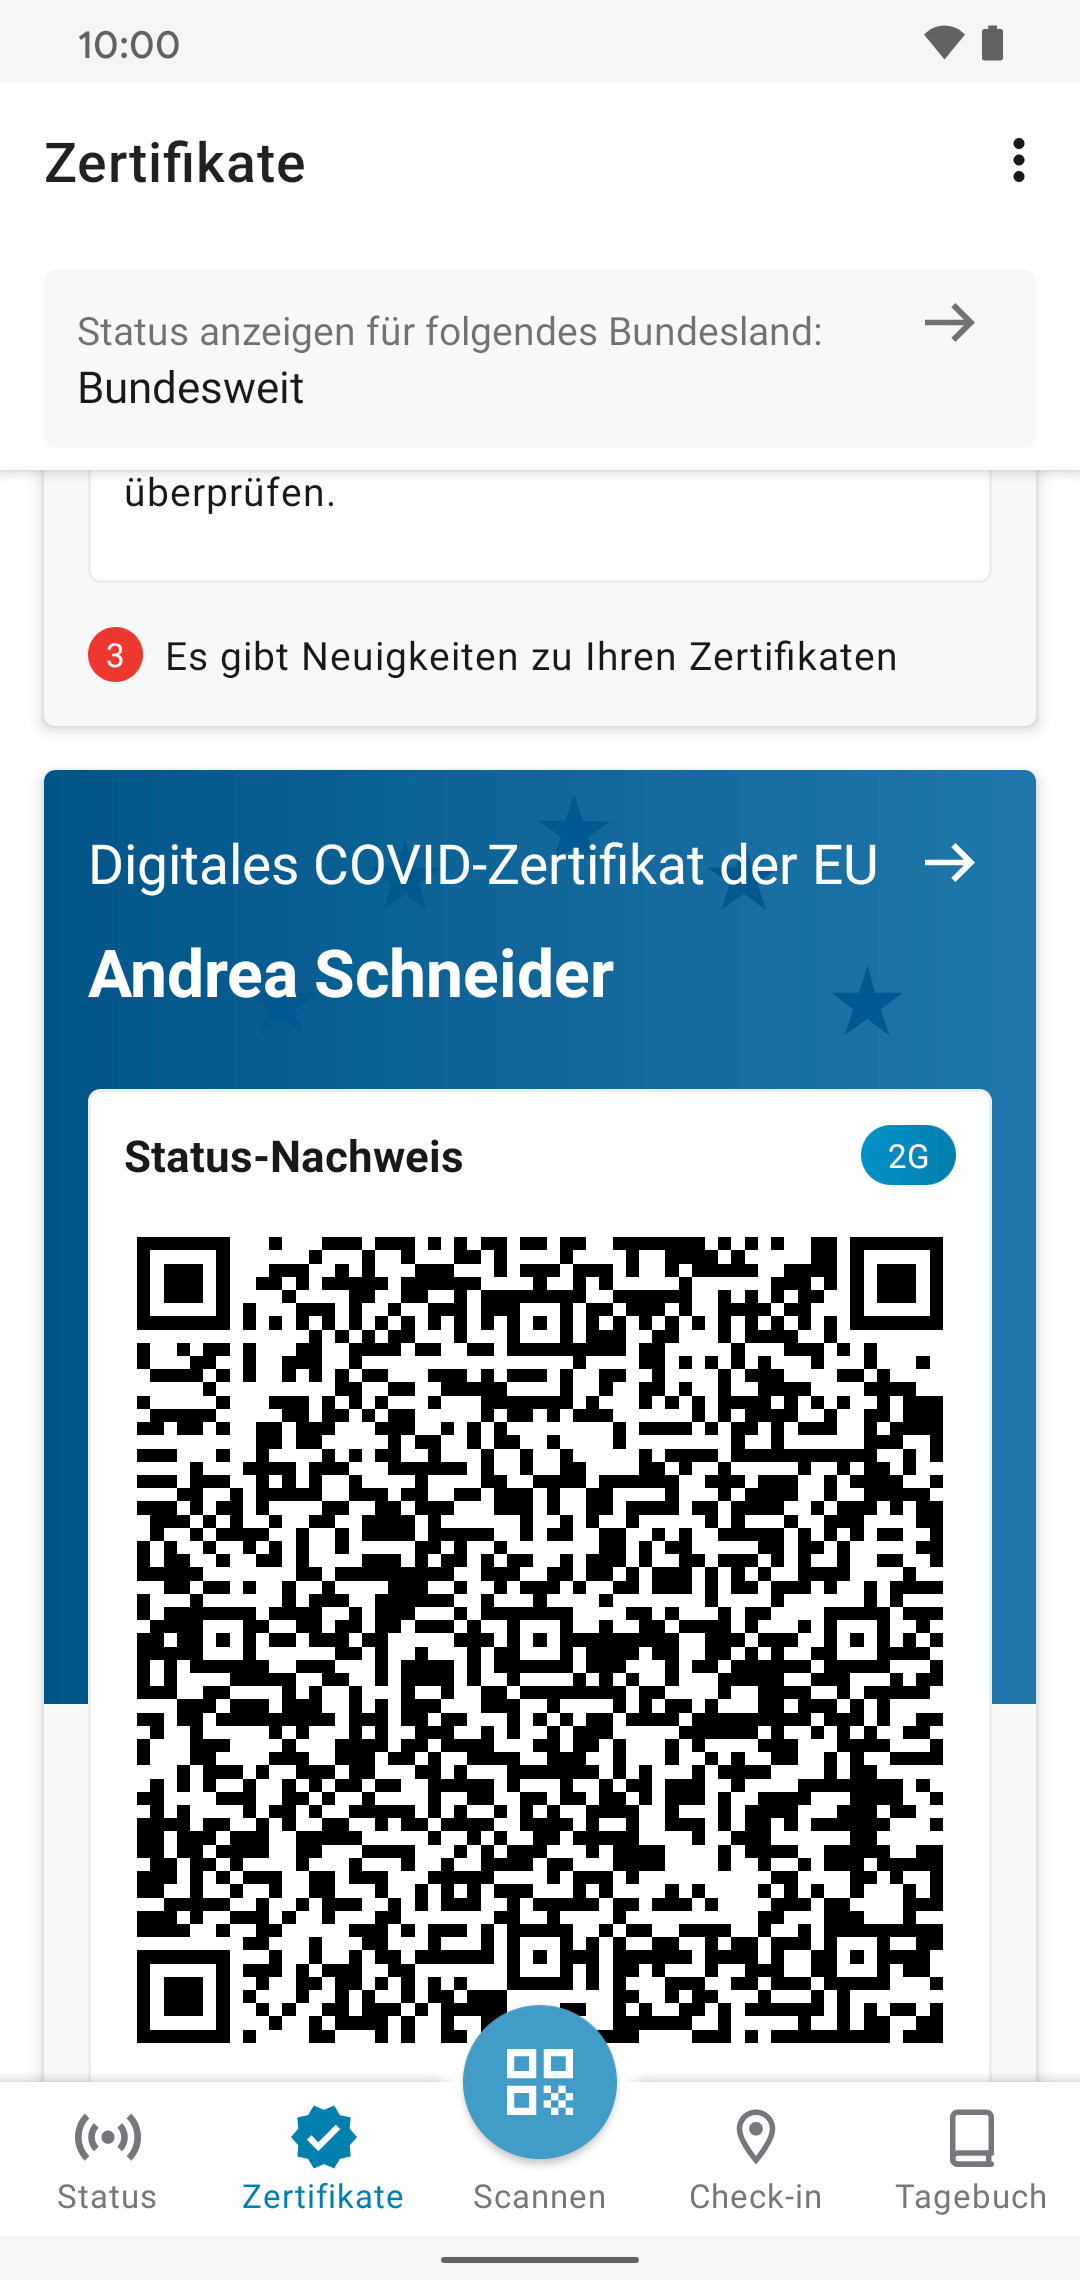 10:00
Zertifikate
Status anzeigen für folgendes Bundesland:
Bundesweit
überprüfen.
3 Es gibt Neuigkeiten zu Ihren Zertifikaten
Digitales COVID-Zertifikat der EU
Andrea Schneider
Status-Nachweis 2G
Status Zertifikate Scannen Check-in Tagebuch